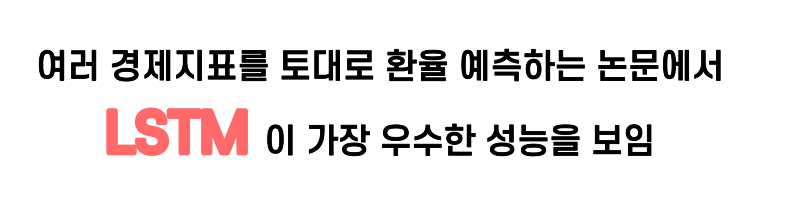 여러 경제지표를 토대로 환율 예측하는 논문에서
LSTM 이 가장 우수한 성능을 보임